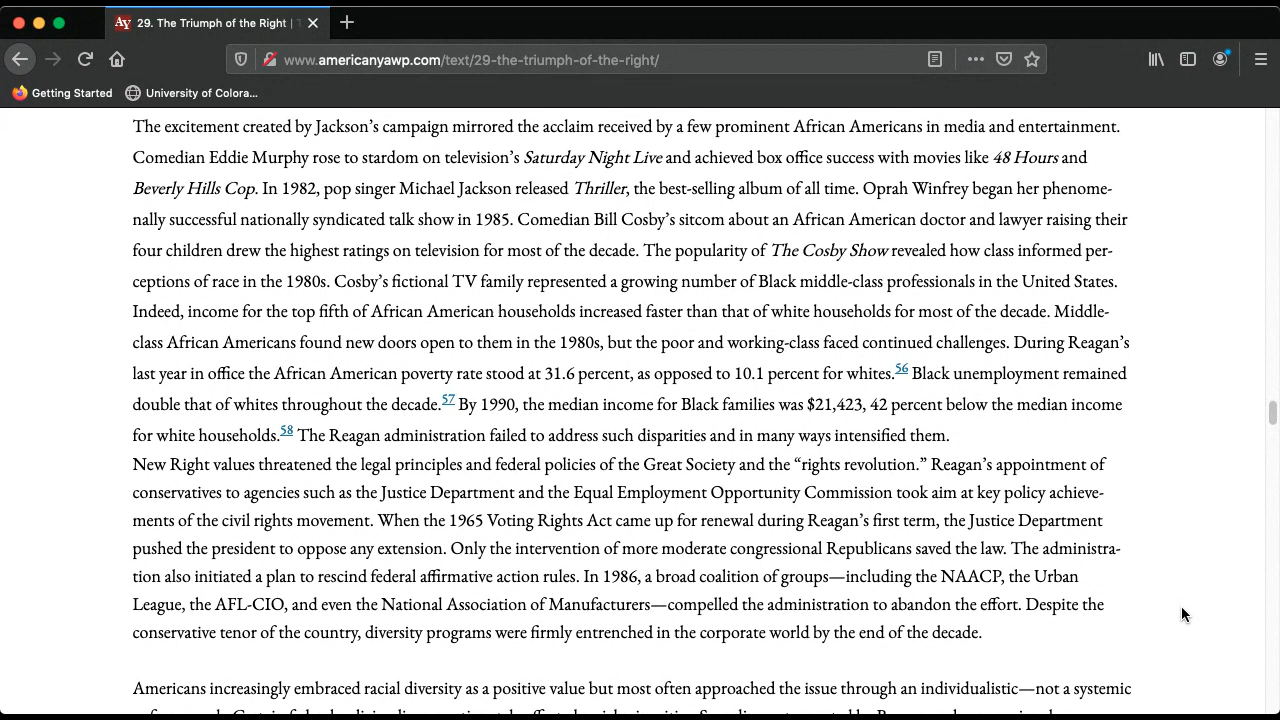 29. The Triumph of the Right | T
www.americanyawp.com/text/29-the-triumph-of-the-right/
Getting Started University of Colora...
The excitement created by Jackson's campaign mirrored the acclaim received by a few prominent African Americans in media and entertainment.
Comedian Eddie Murphy rose to stardom on television's Saturday Night Live and achieved box office success with movies like 48 Hours and
Beverly Hills Cop. In 1982, pop singer Michael Jackson released Thriller, the best-selling album of all time. Oprah Winfrey began her phenome-
nally successful nationally syndicated talk show in 1985. Comedian Bill Cosby's sitcom about an African American doctor and lawyer raising their
four children drew the highest ratings on television for most of the decade. The popularity of The Cosby Show revealed how class informed per-
ceptions of race in the 1980s. Cosby's fictional TV family represented a growing number of Black middle-class professionals in the United States.
Indeed, income for the top fifth of African American households increased faster than that of white households for most of the decade. Middle-
class African Americans found new doors open to them in the 1980s, but the poor and working-class faced continued challenges. During Reagan's
last year in office the African American poverty rate stood at 31.6 percent, as opposed to 10.1 percent for whites.56 Black unemployment remained
double that of whites throughout the decade.57 By 1990, the median income for Black families was $21,423, 42 percent below the median income
for white households.58 The Reagan administration failed to address such disparities and in many ways intensified them.
New Right values threatened the legal principles and federal policies of the Great Society and the “rights revolution.” Reagan's appointment of
conservatives to agencies such as the Justice Department and the Equal Employment Opportunity Commission took aim at key policy achieve-
ments of the civil rights movement. When the 1965 Voting Rights Act came up for renewal during Reagan's first term, the Justice Department
pushed the president to oppose any extension. Only the intervention of more moderate congressional Republicans saved the law. The administra-
tion also initiated a plan to rescind federal affirmative action rules. In 1986, a broad coalition of groups—including the NAACP, the Urban
League, the AFL-CIO, and even the National Association of Manufacturers—compelled the administration to abandon the effort. Despite the
conservative tenor of the country, diversity programs were firmly entrenched in the corporate world by the end of the decade.
Americans increasingly embraced racial diversity as a positive value but most often approached the issue through an individualistic—not a systemic